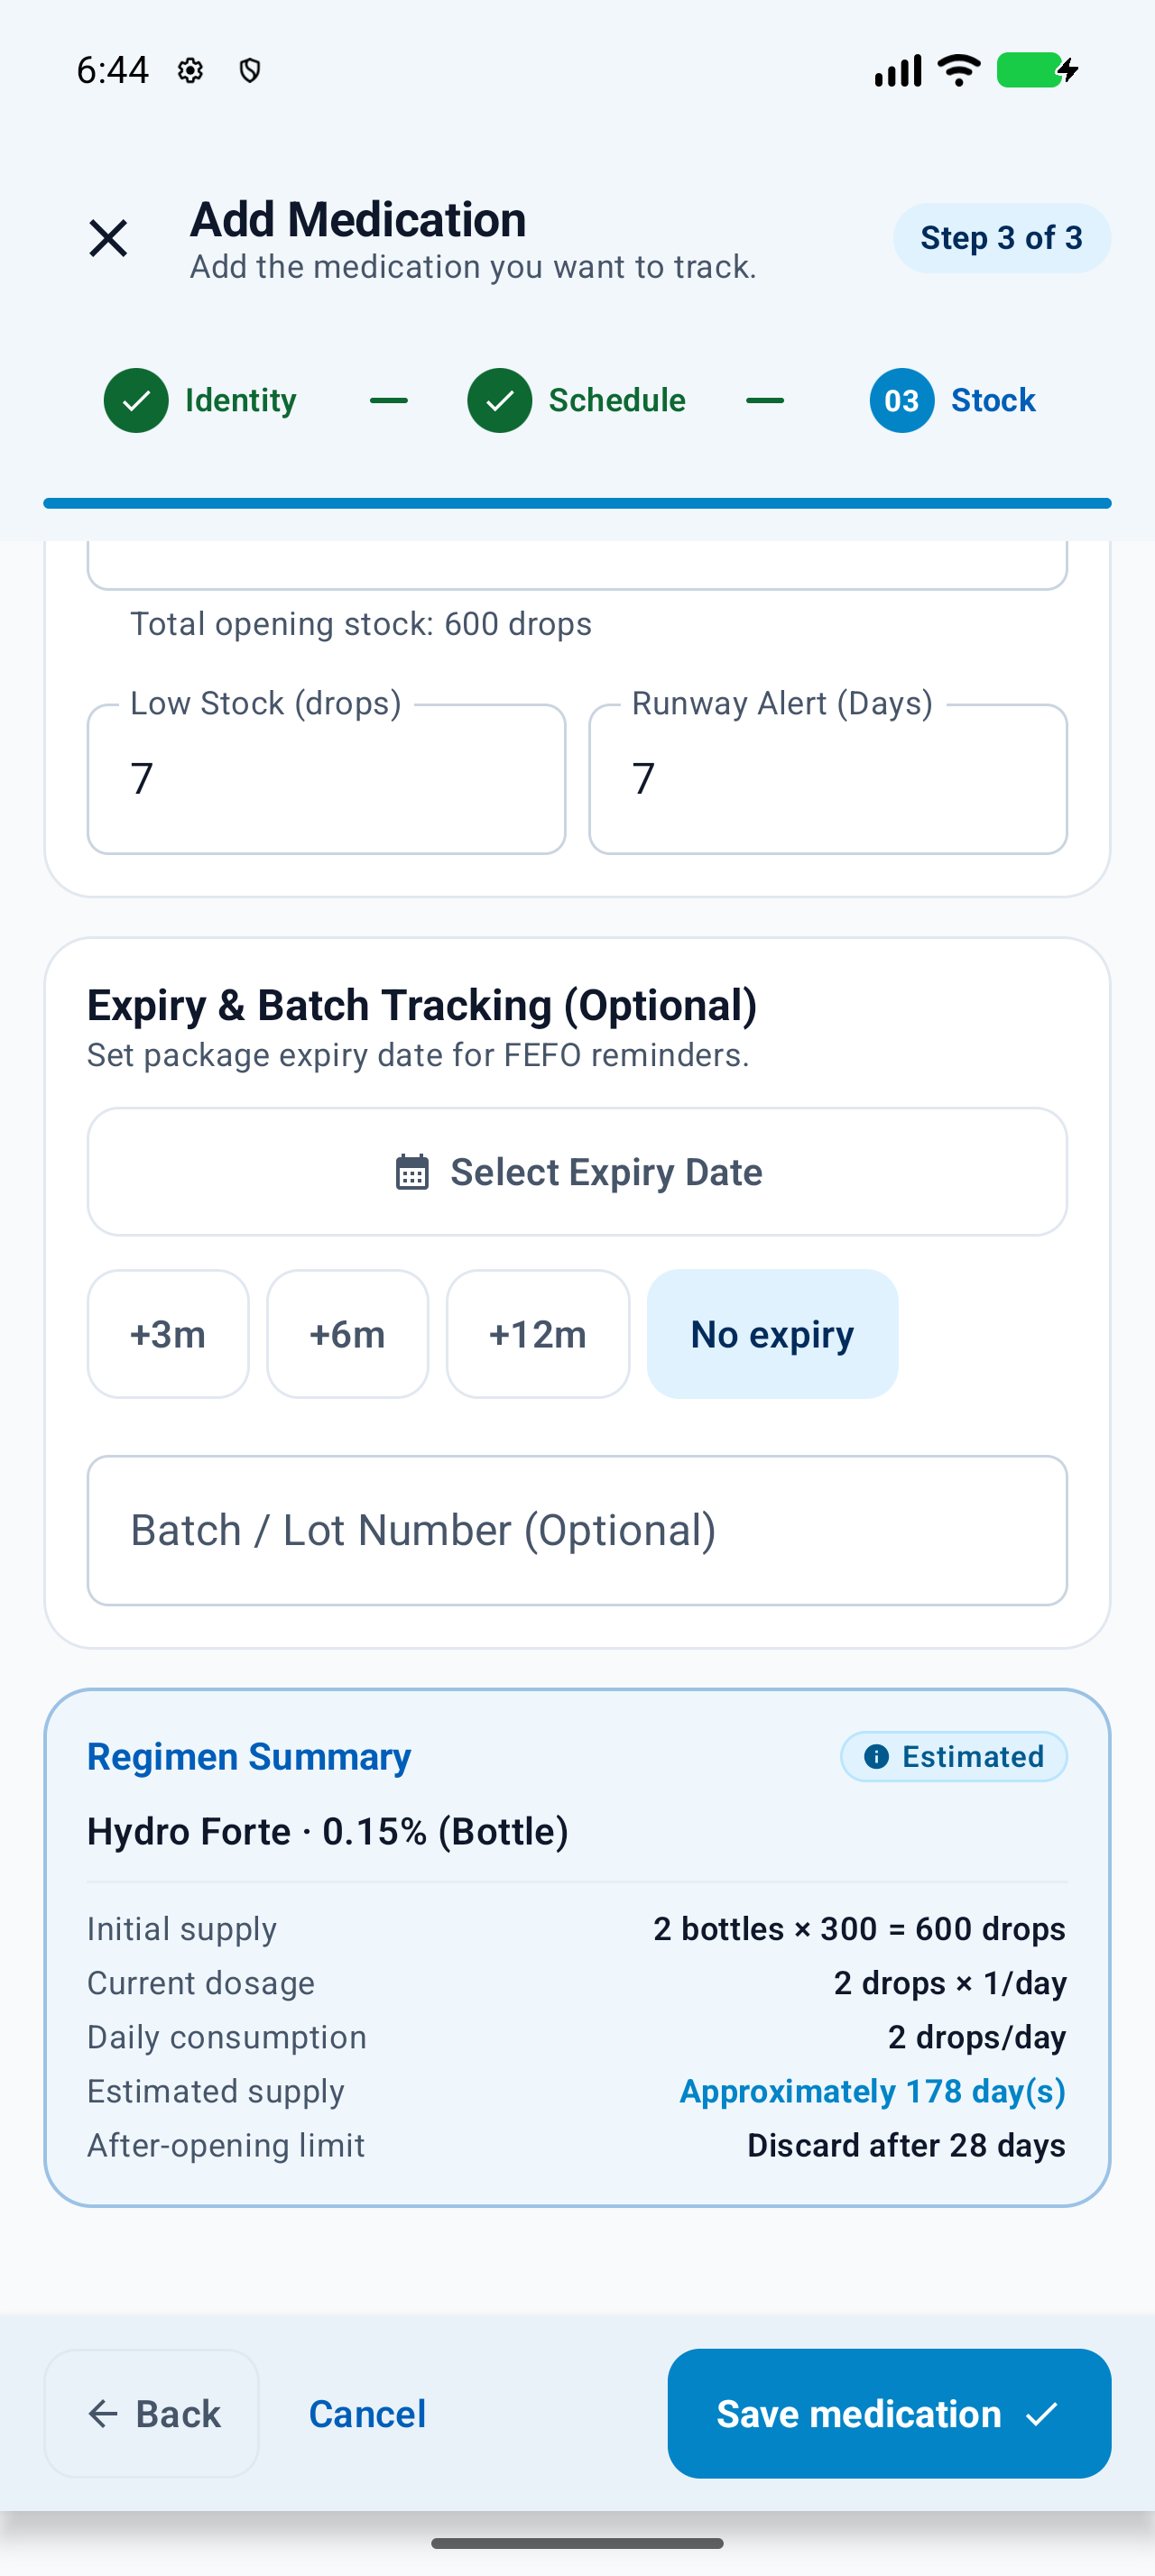 6:44
Add Medication
Add the medication you want to track.
Step 3 of 3
Identity
Schedule
03 Stock
Total opening stock: 600 drops
Low Stock (drops)
7
Runway Alert (Days)
7
Expiry & Batch Tracking (Optional)
Set package expiry date for FEFO reminders.
Select Expiry Date
+3m
+6m
+12m
No expiry
Batch / Lot Number (Optional)
Regimen Summary
Estimated
Hydro Forte · 0.15% (Bottle)
Initial supply 2 bottles × 300 = 600 drops
Current dosage 2 drops × 1/day
Daily consumption 2 drops/day
Estimated supply Approximately 178 day(s)
After-opening limit Discard after 28 days
Back
Cancel
Save medication